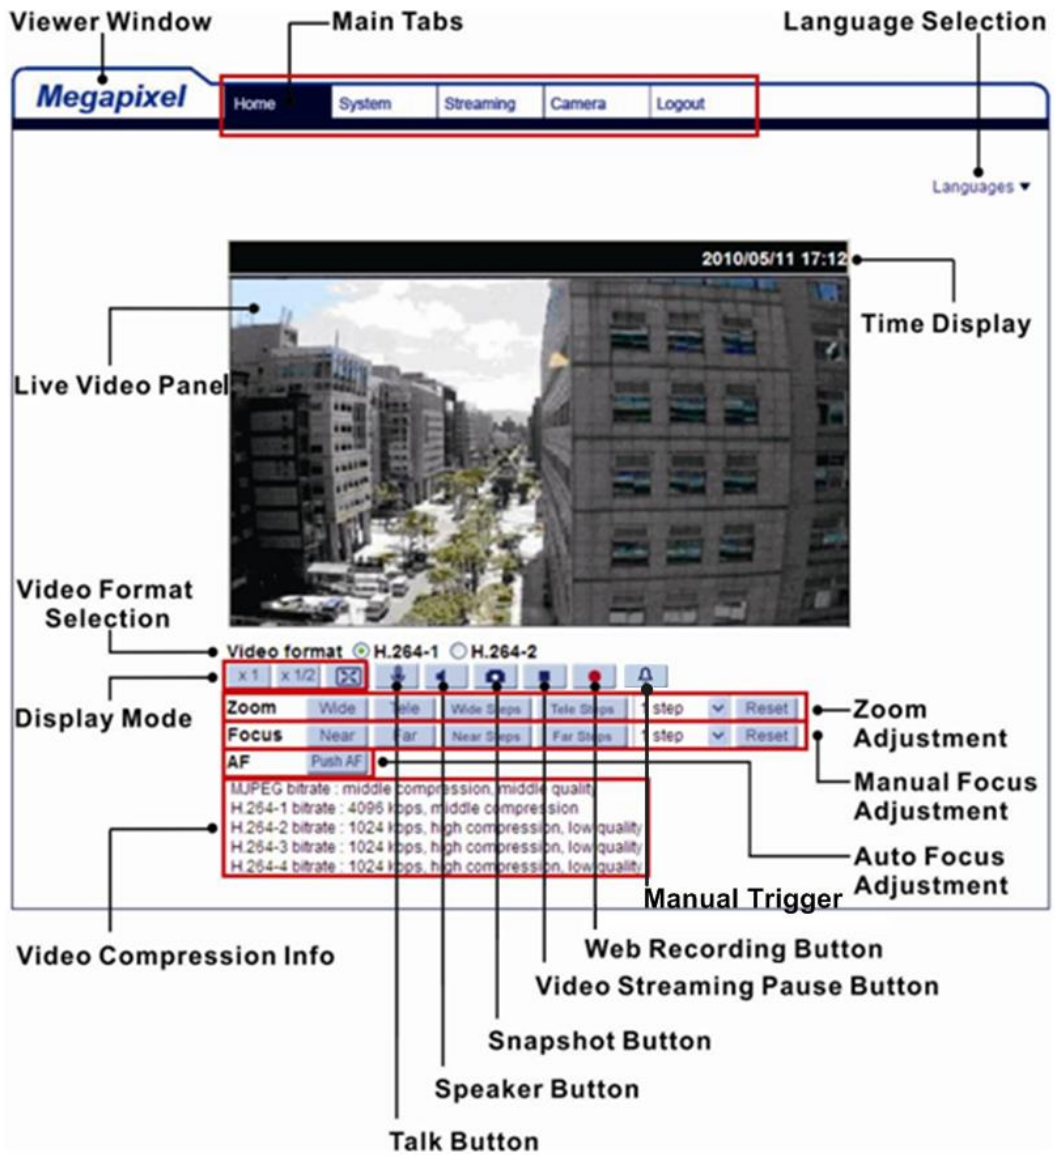 Viewer Window
Main Tabs
Language Selection
Megapixel
Home
System
Streaming
Camera
Logout
Languages ▼
2010/05/11 17:12
Time Display
Live Video Panel
Video Format
Selection
Video format H.264-1 H.264-2
x 1
x 1/2
Display Mode
Zoom Wide Tele Wide Steps Tele Steps 1 step Reset
Zoom
Adjustment
Focus Near Far Near Steps Far Steps 1 step Reset
Manual Focus
Adjustment
AF Push AF
Auto Focus
Adjustment
MJPEG bitrate : middle compression, middle quality
H.264-1 bitrate : 4096 kbps, middle compression
H.264-2 bitrate : 1024 kbps, high compression, low quality
H.264-3 bitrate : 1024 kbps, high compression, low quality
H.264-4 bitrate : 1024 kbps, high compression, low quality
Manual Trigger
Video Compression Info
Web Recording Button
Video Streaming Pause Button
Snapshot Button
Speaker Button
Talk Button